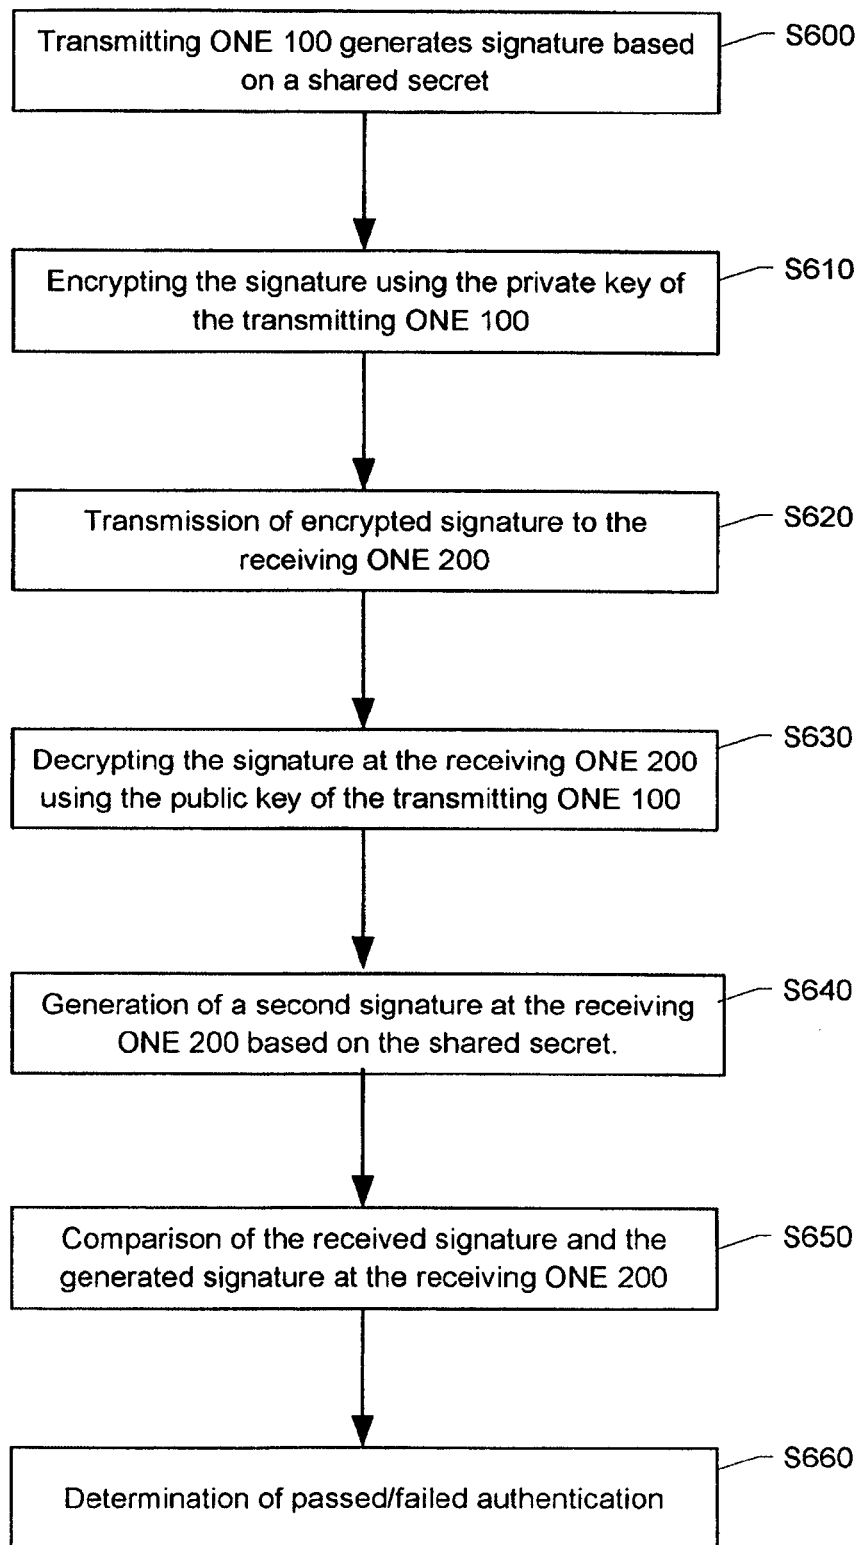 Transmitting ONE 100 generates signature based
on a shared secret
S600
Encrypting the signature using the private key of
the transmitting ONE 100
S610
Transmission of encrypted signature to the
receiving ONE 200
S620
Decrypting the signature at the receiving ONE 200
using the public key of the transmitting ONE 100
S630
Generation of a second signature at the receiving
ONE 200 based on the shared secret.
S640
Comparison of the received signature and the
generated signature at the receiving ONE 200
S650
Determination of passed/failed authentication
S660